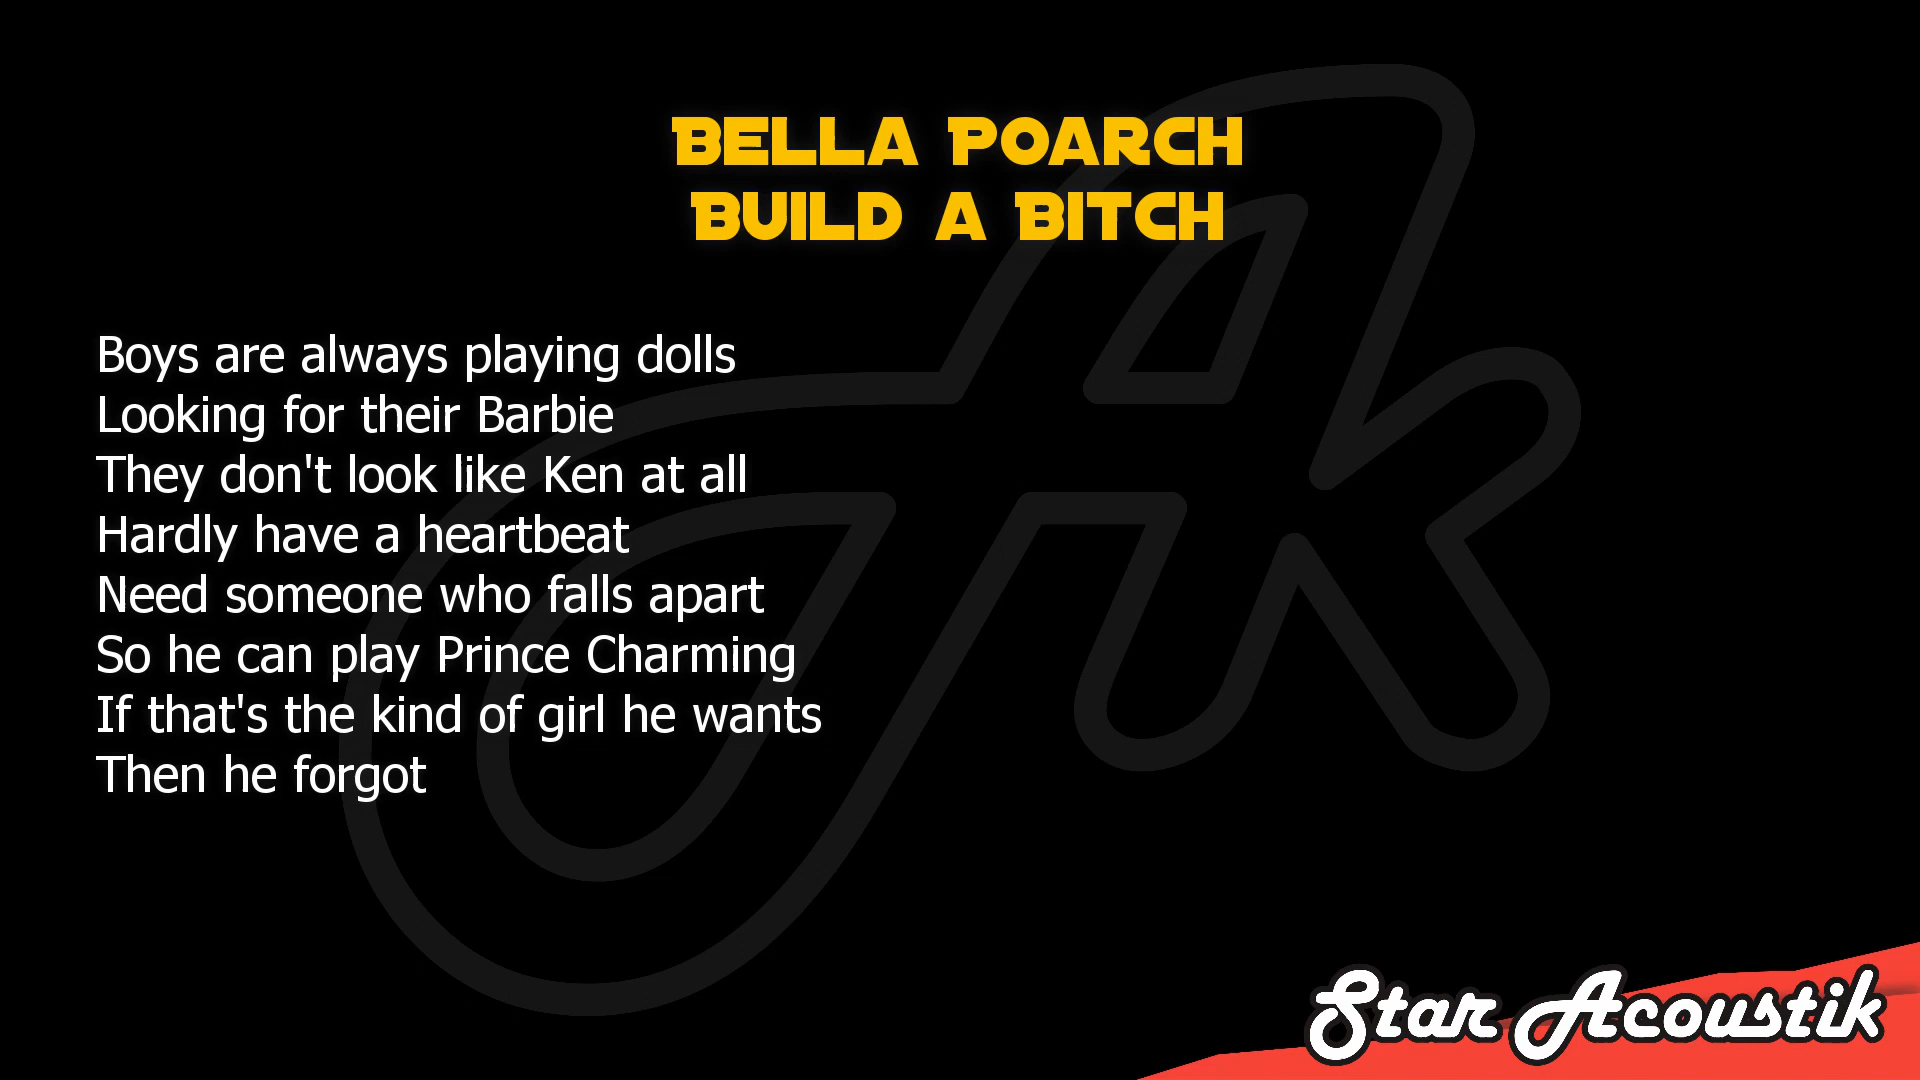 BELLA POARCH
BUILD A BITCH
Boys are always playing dolls
Looking for their Barbie
They don't look like Ken at all
Hardly have a heartbeat
Need someone who falls apart
So he can play Prince Charming
If that's the kind of girl he wants
Then he forgot
Star Acoustik